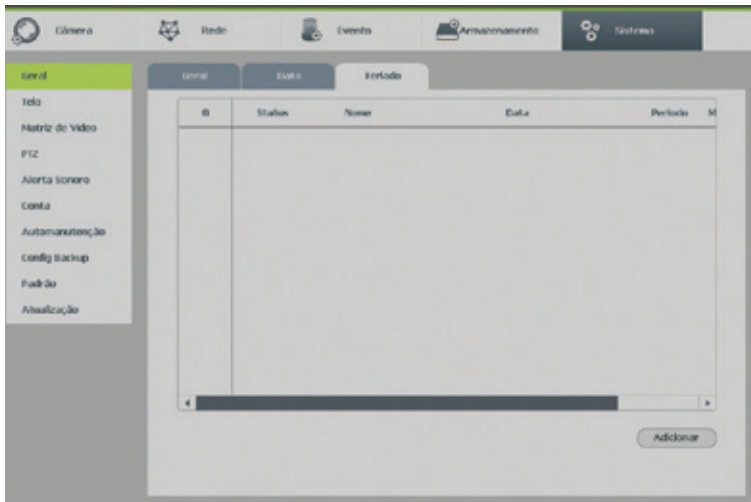 Câmera
Rede
Evento
Armazenamento
Sistema
Geral
Tela
Matriz de Vídeo
PTZ
Alerta Sonoro
Conta
Automanutenção
Config Backup
Padrão
Atualização
Geral Data Feriado
0 Status Nome Data Período M
Adicionar